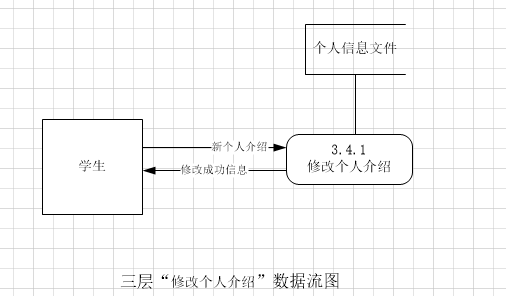 个人信息文件
新个人介绍
3.4.1
修改个人介绍
学生
修改成功信息
三层“修改个人介绍”数据流图